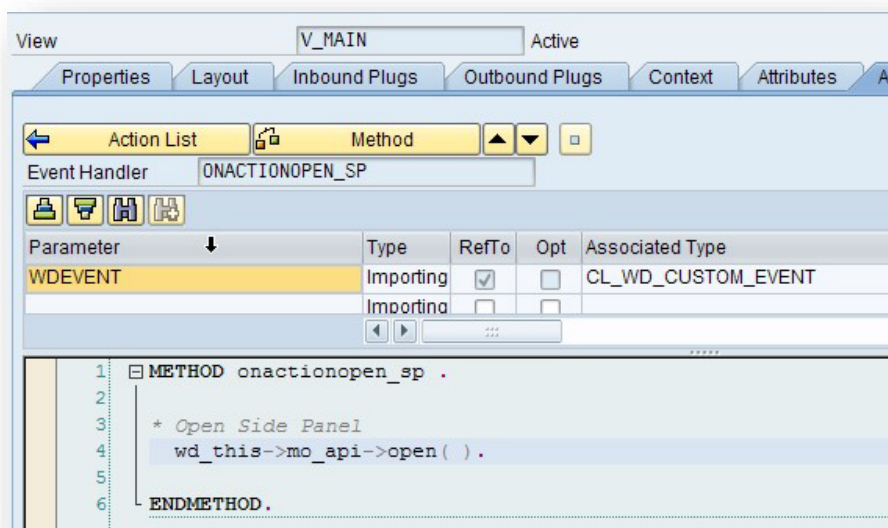 View V_MAIN Active
Properties Layout Inbound Plugs Outbound Plugs Context Attributes A
Action List Method
Event Handler ONACTIONOPEN_SP
Parameter Type RefTo Opt Associated Type
WDEVENT Importing CL_WD_CUSTOM_EVENT
Importing
1 METHOD onactionopen_sp .
2
3 * Open Side Panel
4 wd_this->mo_api->open( ).
5
6 ENDMETHOD.